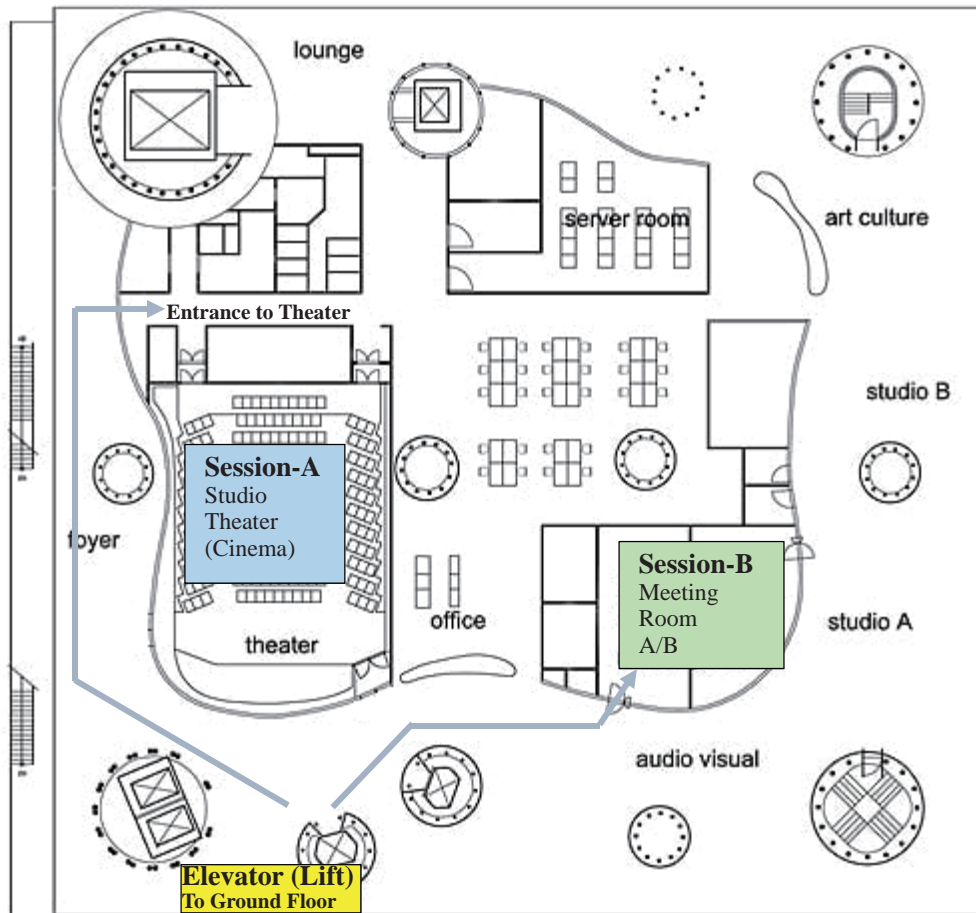 lounge
server room
art culture
Entrance to Theater
studio B
Session-A
Studio
Theater
(Cinema)
foyer
Session-B
Meeting
Room
A/B
office
studio A
theater
audio visual
Elevator (Lift)
To Ground Floor